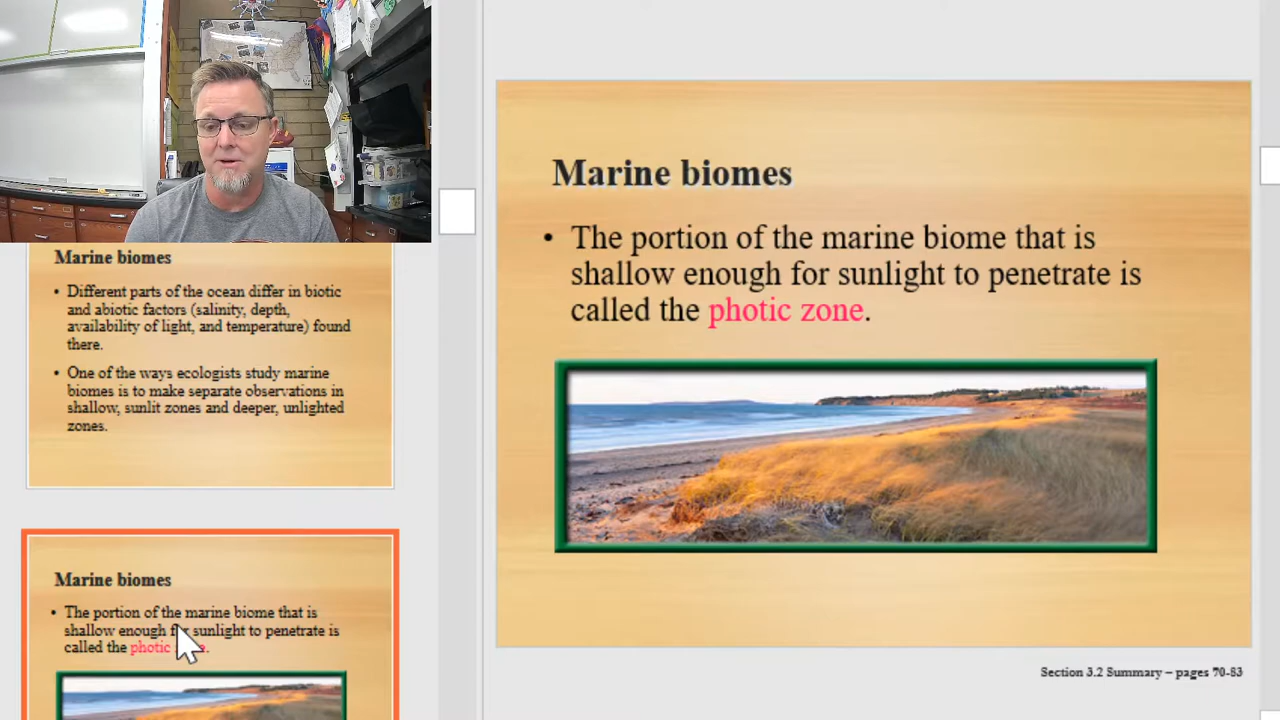 Marine biomes
• Different parts of the ocean differ in biotic
and abiotic factors (salinity, depth,
availability of light, and temperature) found
there.
• One of the ways ecologists study marine
biomes is to make separate observations in
shallow, sunlit zones and deeper, unlighted
zones.
Marine biomes
• The portion of the marine biome that is
shallow enough for sunlight to penetrate is
called the photic
Marine biomes
• The portion of the marine biome that is
shallow enough for sunlight to penetrate is
called the photic zone.
Section 3.2 Summary – pages 70-83